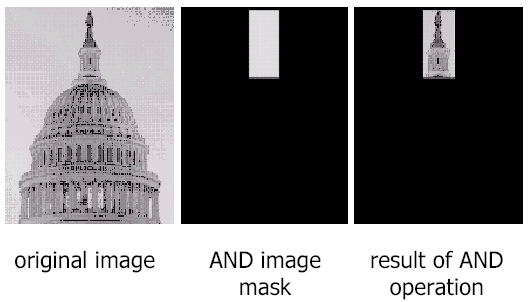 original image
AND image
mask
result of AND
operation